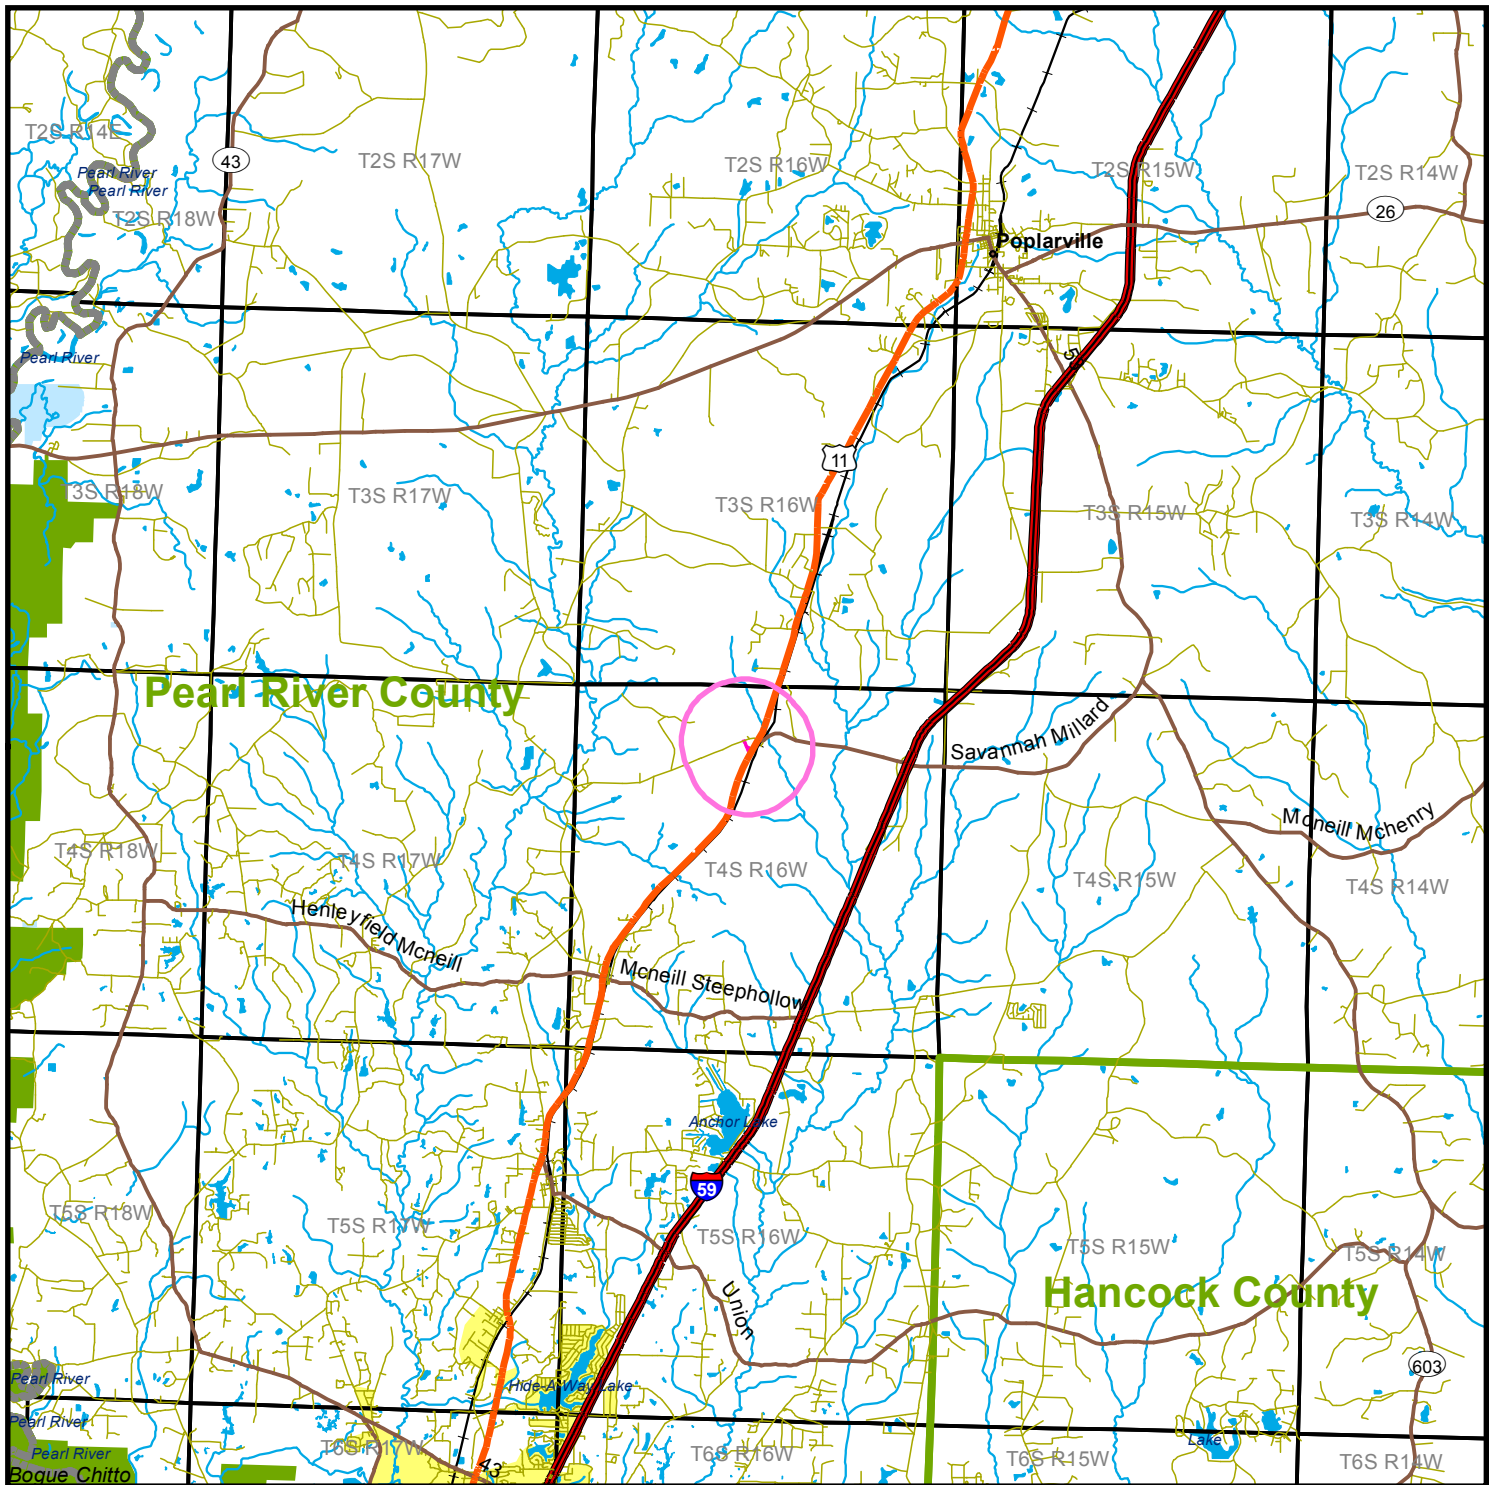 T2S R14E
43
T2S R17W
T2S R16W
T2S R15W
T2S R14W
Pearl River
Pearl River
T2S R18W
26
Poplarville
Pearl River
59
11
T3S R18W
T3S R17W
T3S R16W
T3S R15W
T3S R14W
Pearl River County
Savannah Millard
Mcneill Mchenry
T4S R18W
T4S R17W
T4S R16W
T4S R15W
T4S R14W
Henleyfield Mcneill
Mcneill Steephollow
Anchor Lake
59
T5S R18W
T5S R17W
T5S R16W
T5S R15W
T5S R14W
Hancock County
Union
603
Pearl River
Hide-A-Way Lake
Pearl River
Pearl River
T6S R17W
T6S R16W
T6S R15W
Lake
T6S R14W
43
Bogue Chitto